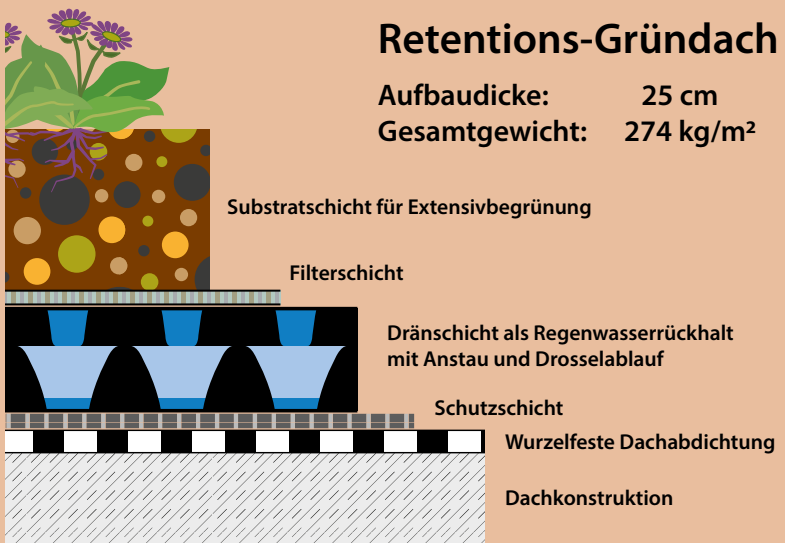 Retentions-Gründach
Aufbaudicke: 25 cm
Gesamtgewicht: 274 kg/m²
Substratschicht für Extensivbegrünung
Filterschicht
Dränschicht als Regenwasserrückhalt
mit Anstau und Drosselablauf
Schutzschicht
Wurzelfeste Dachabdichtung
Dachkonstruktion